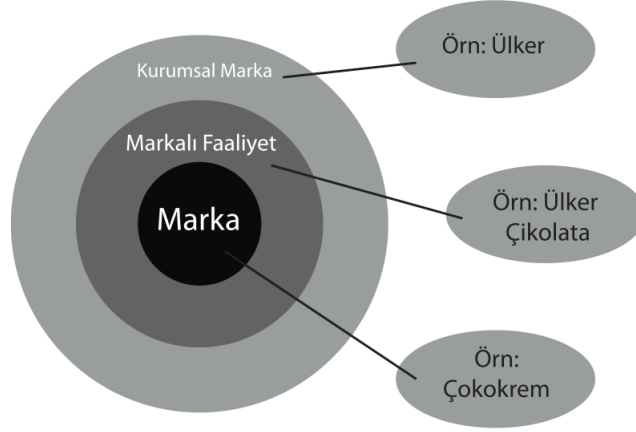 Kurumsal Marka
Örn: Ülker
Markalı Faaliyet
Örn: Ülker
Çikolata
Marka
Örn:
Çokokrem